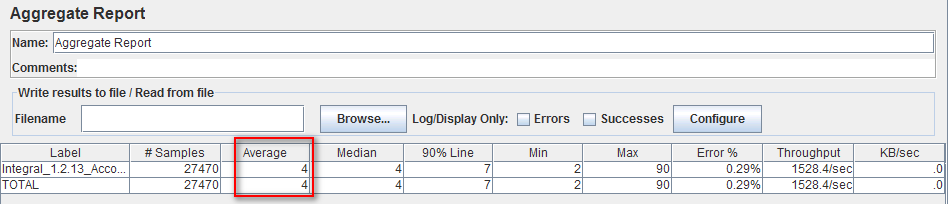 Aggregate Report
Name: Aggregate Report
Comments:
Write results to file / Read from file
Filename Browse... Log/Display Only: Errors Successes Configure
Label # Samples Average Median 90% Line Min Max Error % Throughput KB/sec
Integral_1.2.13_Acco... 27470 4 4 7 2 90 0.29% 1528.4/sec .0
TOTAL 27470 4 4 7 2 90 0.29% 1528.4/sec .0